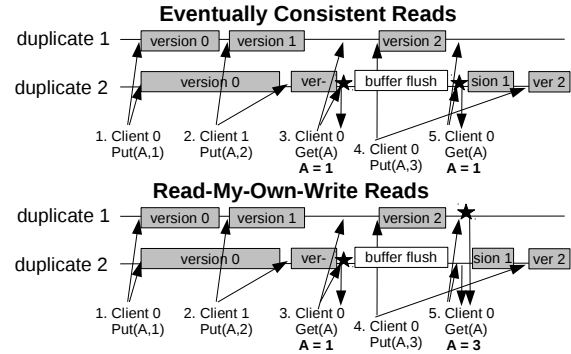 Eventually Consistent Reads
duplicate 1 version 0 version 1 version 2
duplicate 2 version 0 ver- buffer flush sion 1 ver 2
1. Client 0 2. Client 1 3. Client 0 4. Client 0 5. Client 0
Put(A,1) Put(A,2) Get(A) Put(A,3) Get(A)
A = 1 A = 1
Read-My-Own-Write Reads
duplicate 1 version 0 version 1 version 2
duplicate 2 version 0 ver- buffer flush sion 1 ver 2
1. Client 0 2. Client 1 3. Client 0 4. Client 0 5. Client 0
Put(A,1) Put(A,2) Get(A) Put(A,3) Get(A)
A = 1 A = 3